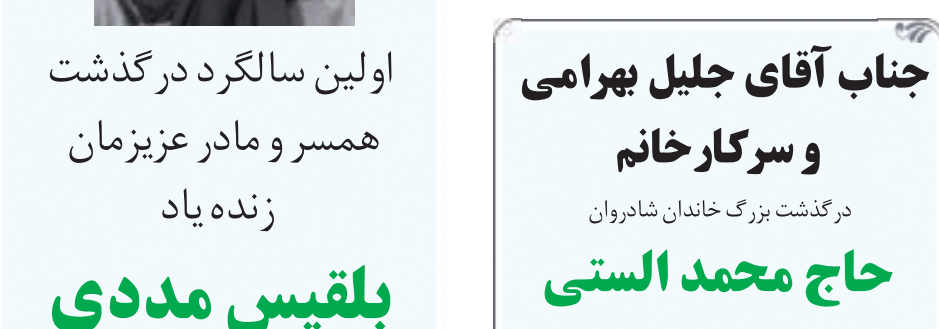 جناب آقای جلیل بهرامی
و سرکار خانم
درگذشت بزرگ خاندان شادروان
حاج محمد الستی
اولین سالگرد درگذشت
همسر و مادر عزیزمان
زنده یاد
بلقیس مددی